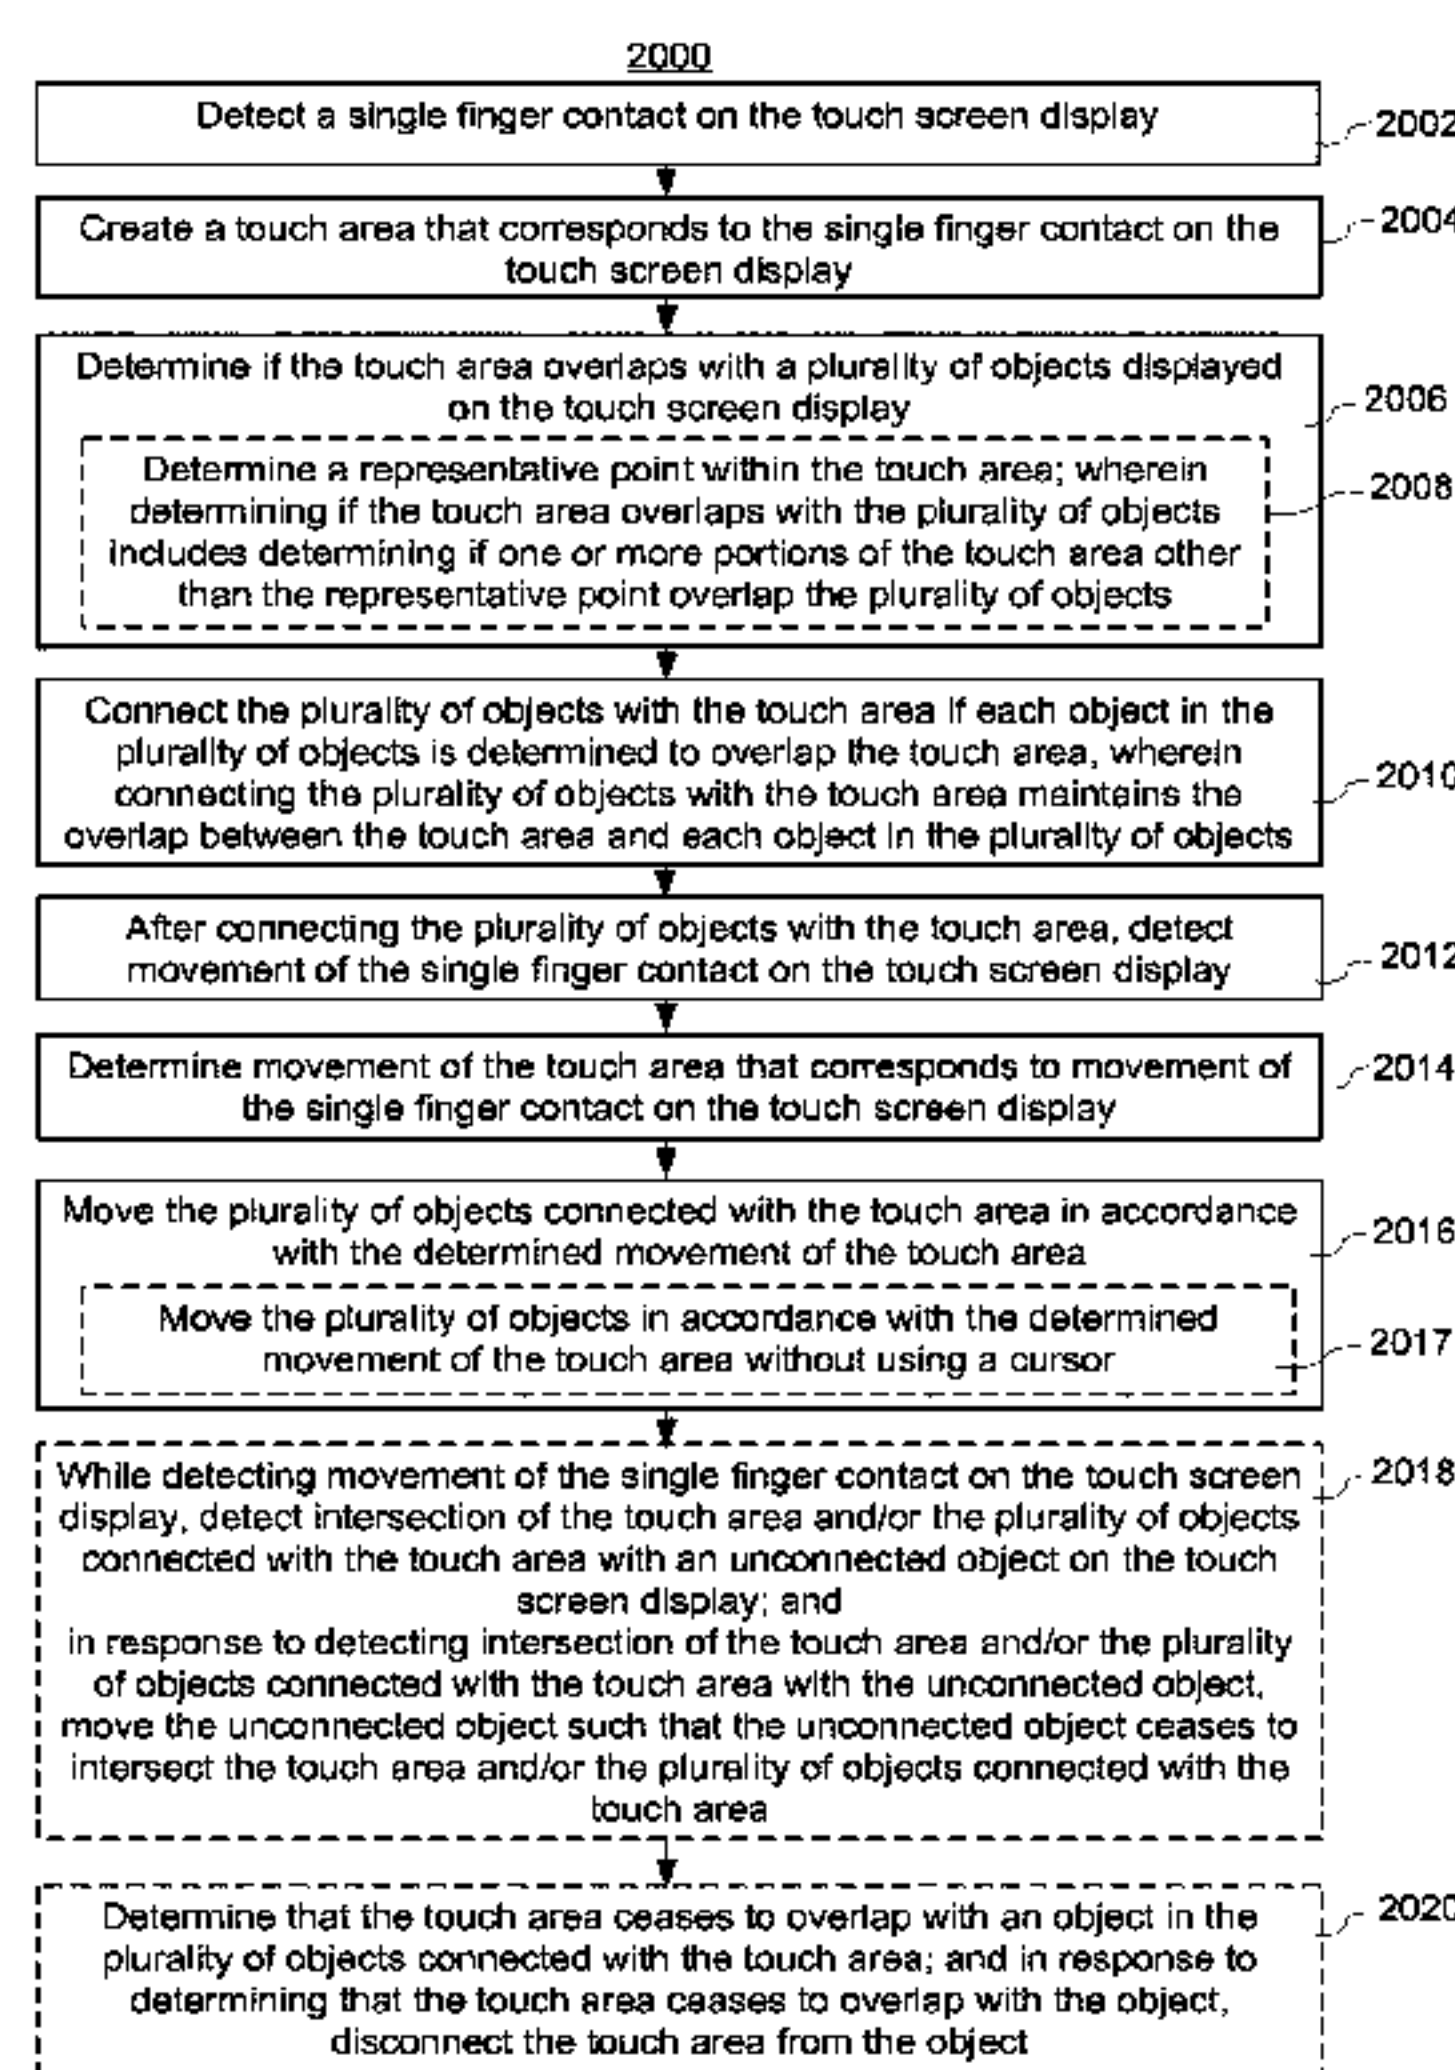 2000
Detect a single finger contact on the touch screen display
2002
Create a touch area that corresponds to the single finger contact on the
touch screen display
2004
Determine if the touch area overlaps with a plurality of objects displayed
on the touch screen display
2006
Determine a representative point within the touch area; wherein
determining if the touch area overlaps with the plurality of objects
includes determining if one or more portions of the touch area other
than the representative point overlap the plurality of objects
2008
Connect the plurality of objects with the touch area if each object in the
plurality of objects is determined to overlap the touch area, wherein
connecting the plurality of objects with the touch area maintains the
overlap between the touch area and each object in the plurality of objects
2010
After connecting the plurality of objects with the touch area, detect
movement of the single finger contact on the touch screen display
2012
Determine movement of the touch area that corresponds to movement of
the single finger contact on the touch screen display
2014
Move the plurality of objects connected with the touch area in accordance
with the determined movement of the touch area
2016
Move the plurality of objects in accordance with the determined
movement of the touch area without using a cursor
2017
While detecting movement of the single finger contact on the touch screen
display, detect intersection of the touch area and/or the plurality of objects
connected with the touch area with an unconnected object on the touch
screen display; and
in response to detecting intersection of the touch area and/or the plurality
of objects connected with the touch area with the unconnected object,
move the unconnected object such that the unconnected object ceases to
intersect the touch area and/or the plurality of objects connected with the
touch area
2018
Determine that the touch area ceases to overlap with an object in the
plurality of objects connected with the touch area; and in response to
determining that the touch area ceases to overlap with the object,
disconnect the touch area from the object
2020